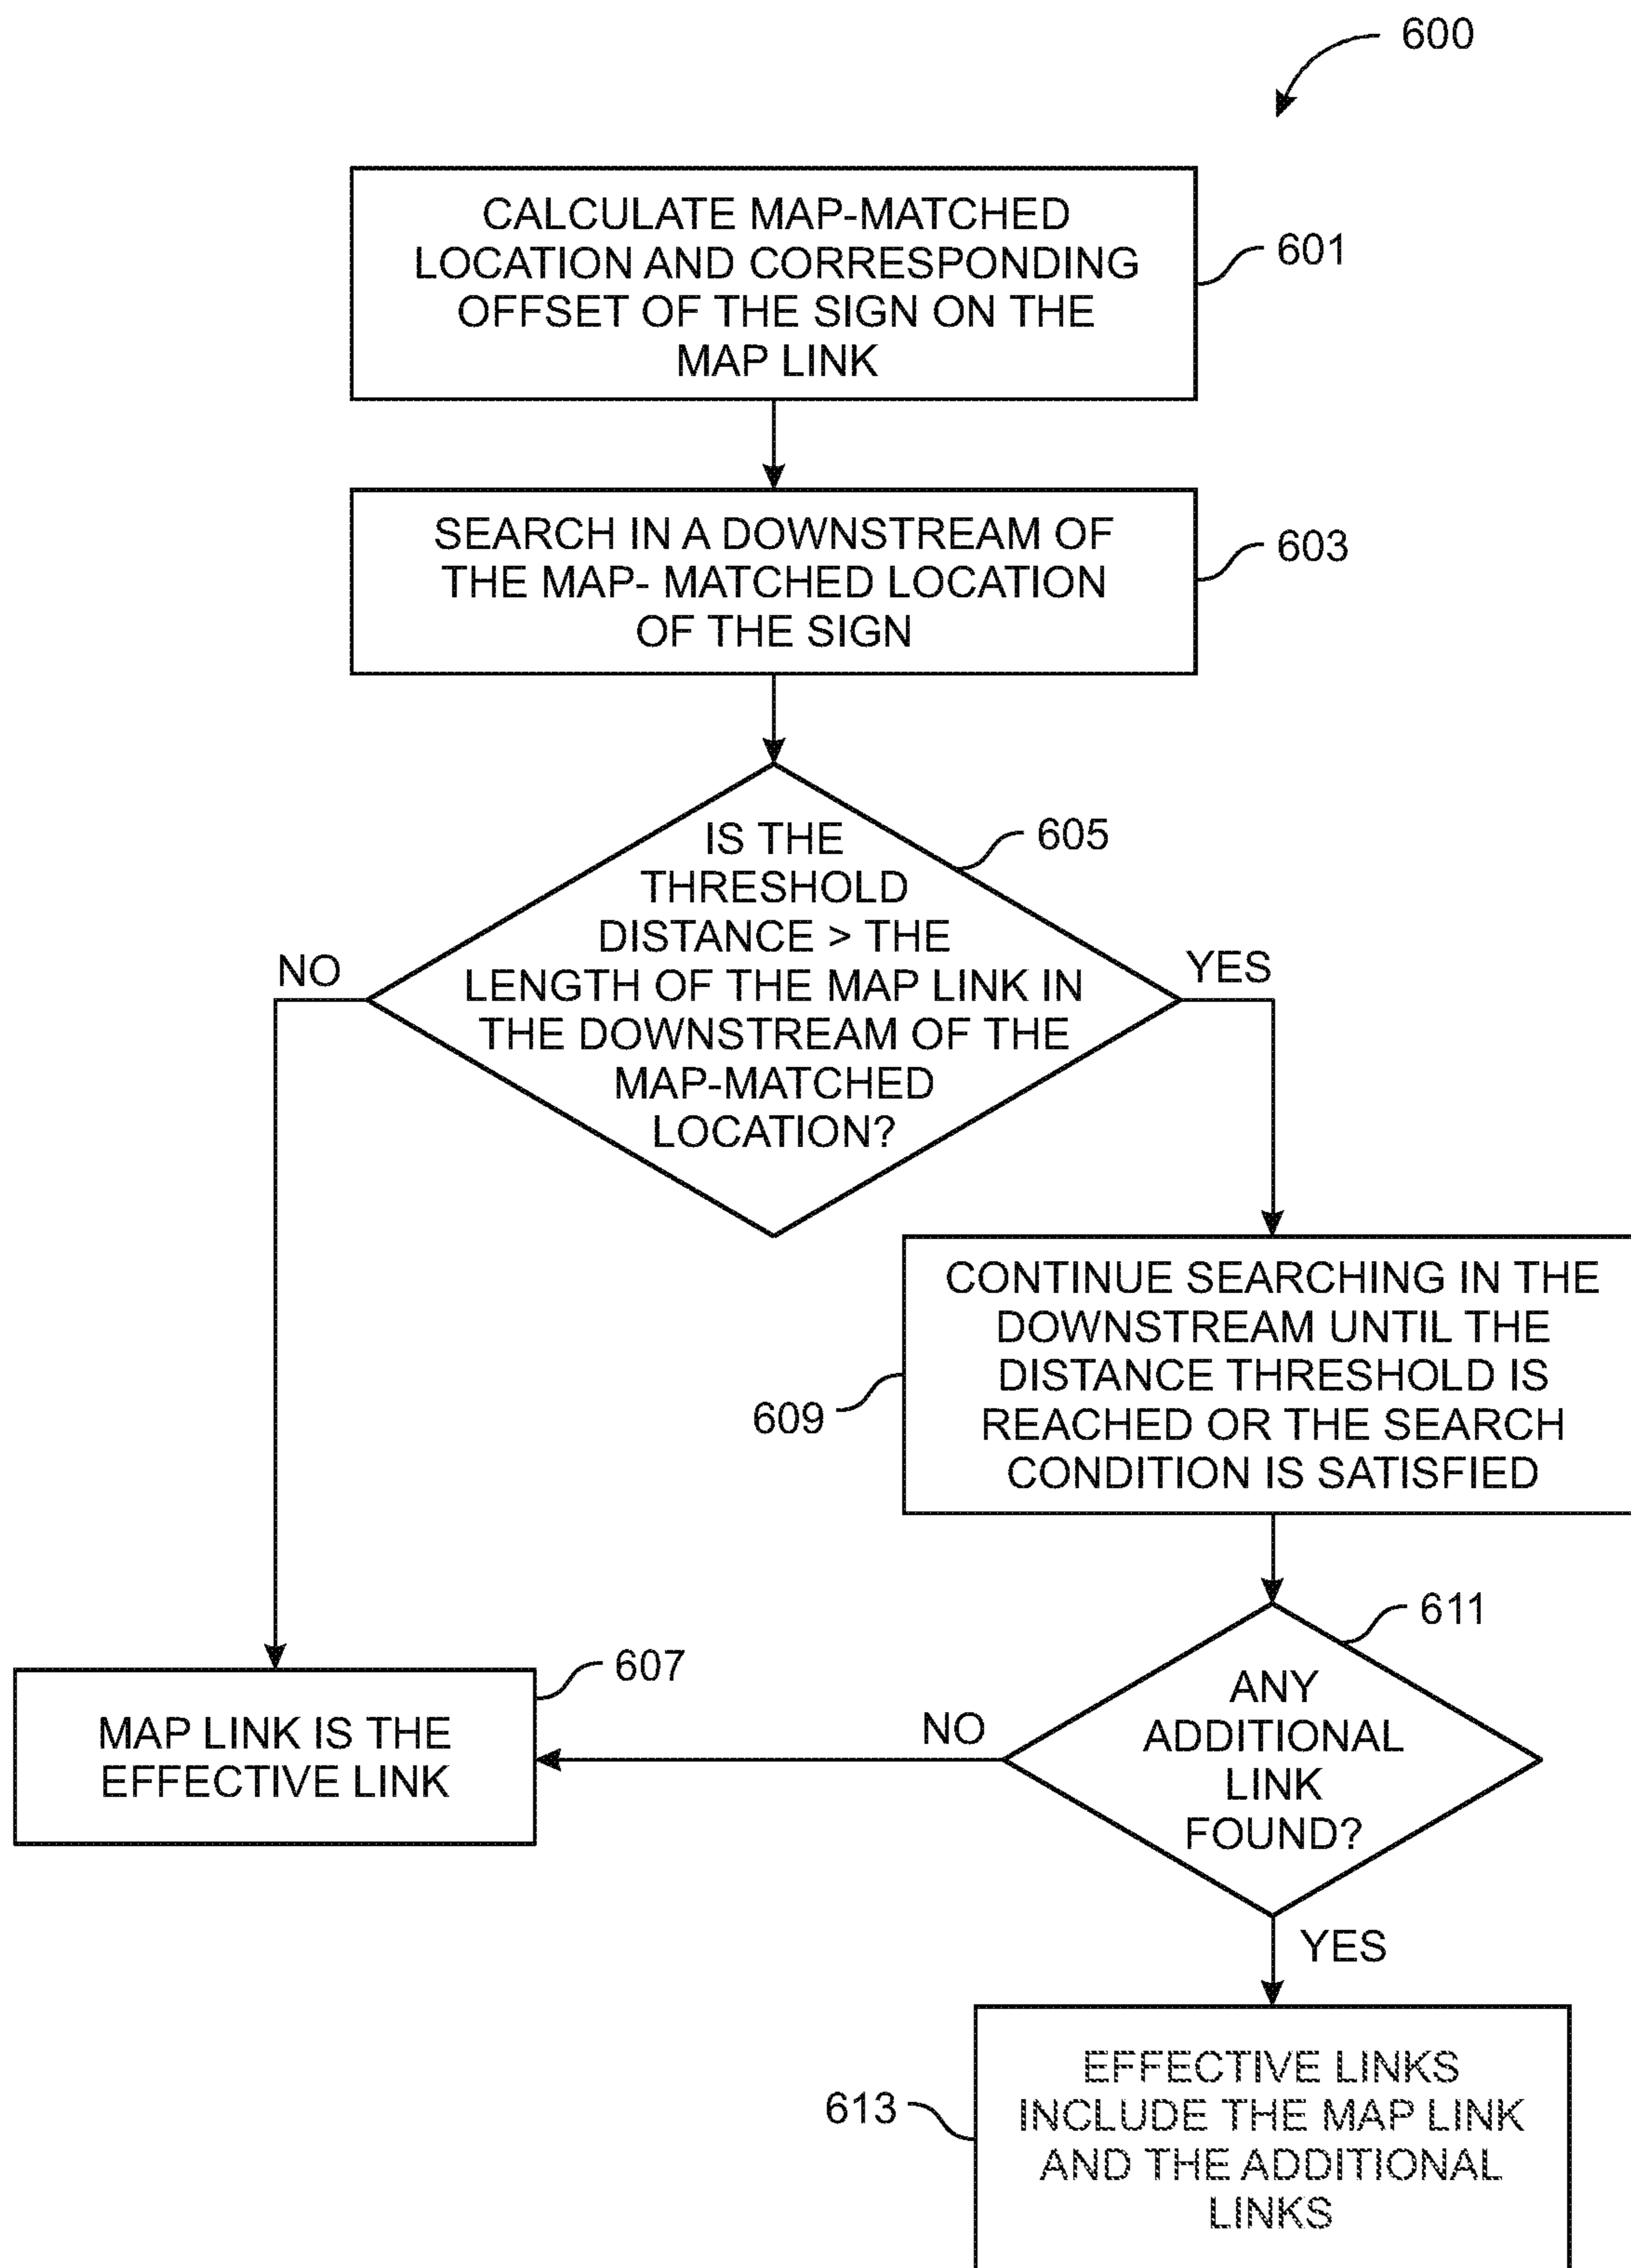 600
CALCULATE MAP-MATCHED
LOCATION AND CORRESPONDING
OFFSET OF THE SIGN ON THE
MAP LINK
601
SEARCH IN A DOWNSTREAM OF
THE MAP- MATCHED LOCATION
OF THE SIGN
603
IS THE
THRESHOLD
DISTANCE > THE
LENGTH OF THE MAP LINK IN
THE DOWNSTREAM OF THE
MAP-MATCHED
LOCATION?
605
NO
YES
CONTINUE SEARCHING IN THE
DOWNSTREAM UNTIL THE
DISTANCE THRESHOLD IS
REACHED OR THE SEARCH
CONDITION IS SATISFIED
609
611
ANY
ADDITIONAL
LINK
FOUND?
607
MAP LINK IS THE
EFFECTIVE LINK
NO
YES
EFFECTIVE LINKS
INCLUDE THE MAP LINK
AND THE ADDITIONAL
LINKS
613